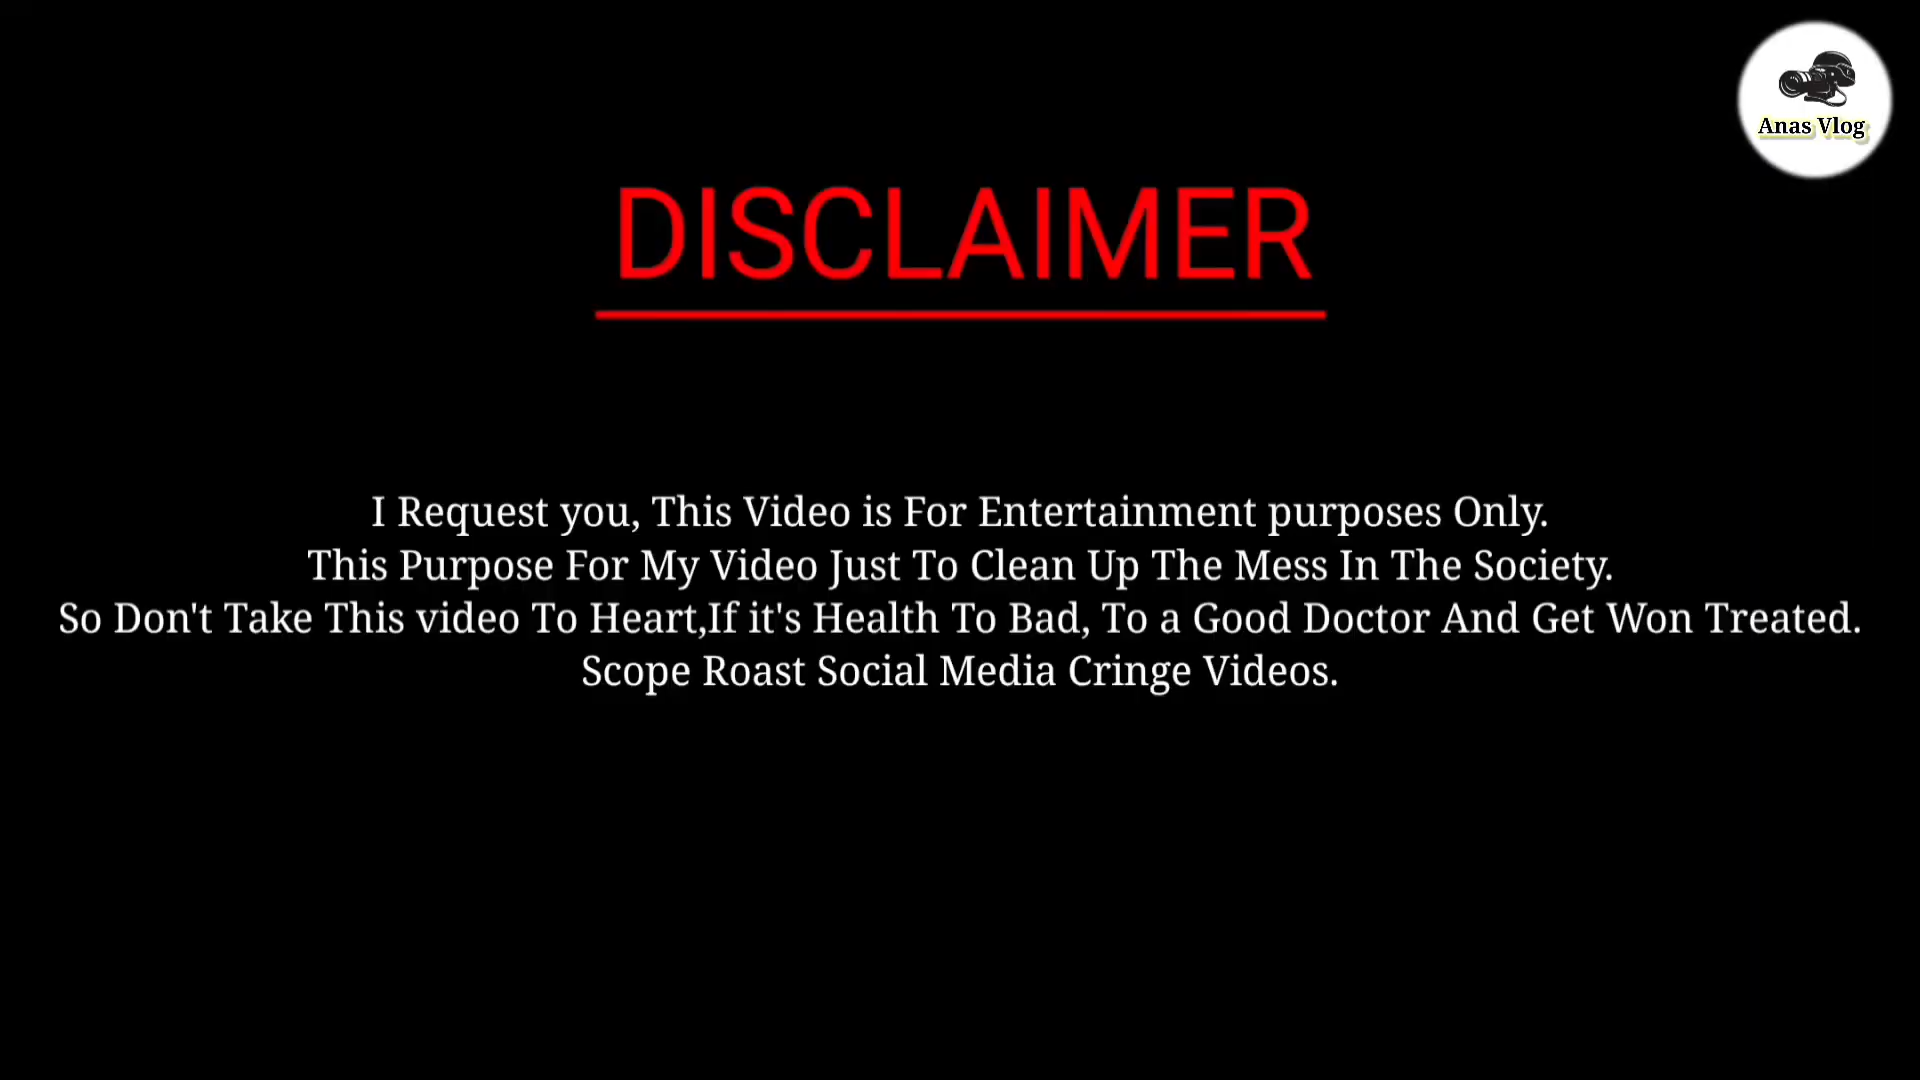 Anas Vlog
DISCLAIMER
I Request you, This Video is For Entertainment purposes Only.
This Purpose For My Video Just To Clean Up The Mess In The Society.
So Don't Take This video To Heart,If it's Health To Bad, To a Good Doctor And Get Won Treated.
Scope Roast Social Media Cringe Videos.